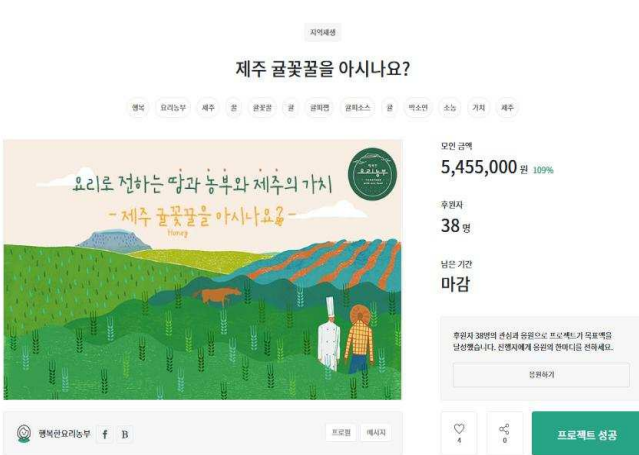 지역재생
제주 귤꽃꿀을 아시나요?
행복 요리농부 제주 꿀 귤꽃꿀 귤 귤피잼 귤피소스 귤 박소연 소농 가치 제주
요리로 전하는 땅과 농부와 제주의 가치
- 제주 귤꽃꿀을 아시나요? -
Honey
요리농부
모인 금액
5,455,000 원 109%
후원자
38 명
남은 기간
마감
후원자 38명의 관심과 응원으로 프로젝트가 목표액을
달성했습니다. 진행자에게 응원의 한마디를 전하세요.
응원하기
행복한요리농부 f B
프로필 메시지
4
0
프로젝트 성공